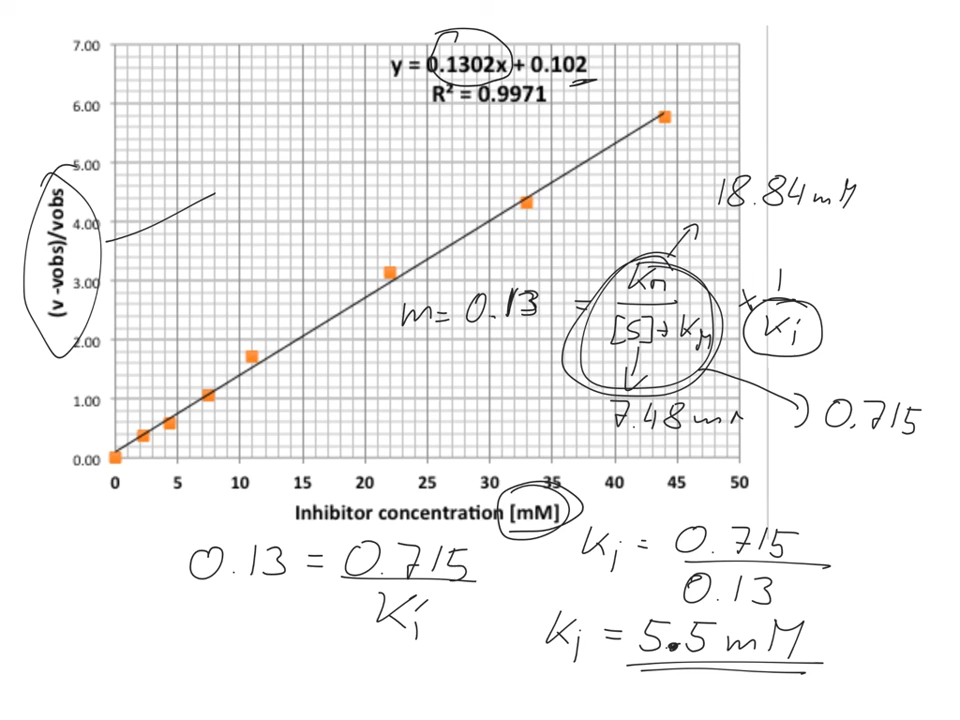 7.00
y = 0.1302x + 0.102
R² = 0.9971
6.00
5.00
4.00
3.00
2.00
1.00
0.00
(v -vobs)/vobs
18.84mM
m = 0.13 = Km / [S] + KM x 1 / Ki
7.48 mM
0.715
0 5 10 15 20 25 30 35 40 45 50
Inhibitor concentration [mM]
0.13 = 0.715 / Ki
Ki = 0.715 / 0.13
Ki = 5.5 mM